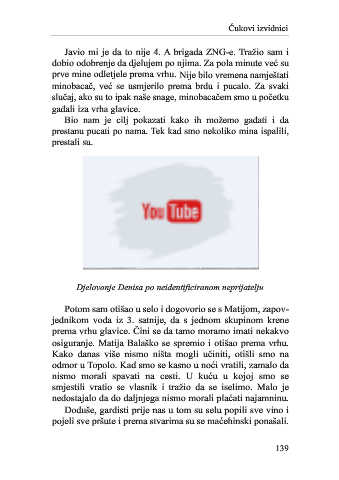 Čukovi izvidnici
Javio mi je da to nije 4. A brigada ZNG-e. Tražio sam i
dobio odobrenje da djelujem po njima. Za pola minute već su
prve mine odletjele prema vrhu. Nije bilo vremena namještati
minobacač, već se usmjerilo prema brdu i pucalo. Za svaki
slučaj, ako su to ipak naše snage, minobacačem smo u početku
gađali iza vrha glavice.
Bio nam je cilj pokazati kako ih možemo gađati i da
prestanu pucati po nama. Tek kad smo nekoliko mina ispalili,
prestali su.
YouTube
Djelovanje Denisa po neidentificiranom neprijatelju
Potom sam otišao u selo i dogovorio se s Matijom, zapov-
jednikom voda iz 3. satnije, da s jednom skupinom krene
prema vrhu glavice. Čini se da tamo moramo imati nekakvo
osiguranje. Matija Balaško se spremio i otišao prema vrhu.
Kako danas više nismo ništa mogli učiniti, otišli smo na
odmor u Topolo. Kad smo se kasno u noći vratili, zamalo da
nismo morali spavati na cesti. U kuću u kojoj smo se
smjestili vratio se vlasnik i tražio da se iselimo. Malo je
nedostajalo da do daljnjega nismo morali plaćati najamninu.
Doduše, gardisti prije nas u tom su selu popili sve vino i
pojeli sve pršute i prema stvarima su se maćehinski ponašali.
139